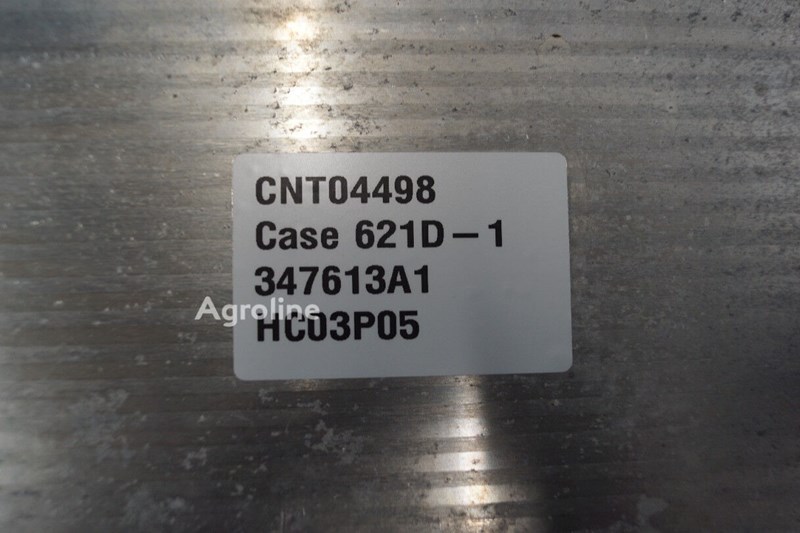 CNT04498
Case 621D-1
347613A1
Agroline
HC03P05